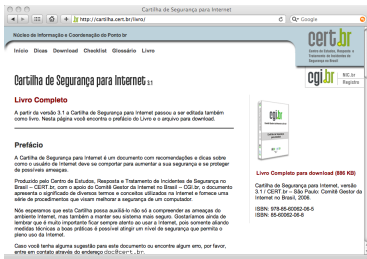 Cartilha de Segurança para Internet
http://cartilha.cert.br/livro/
Google
Núcleo de Informação e Coordenação do Ponto br
cert.br
Centro de Estudos, Resposta e
Tratamento de Incidentes de
Segurança no Brasil
Início Dicas Download Checklist Glossário Livro
cgi.br
NIC.br
Registro
Cartilha de Segurança para Internet 3.1
Livro Completo
A partir da versão 3.1 a Cartilha de Segurança para Internet passou a ser editada também
como livro. Nesta página você encontra o prefácio do Livro e o arquivo para download.
Prefácio
A Cartilha de Segurança para Internet é um documento com recomendações e dicas sobre
como o usuário de Internet deve se comportar para aumentar a sua segurança e se proteger
de possíveis ameaças.
Produzido pelo Centro de Estudos, Resposta e Tratamento de Incidentes de Segurança no
Brasil – CERT.br, com o apoio do Comitê Gestor da Internet no Brasil – CGI.br, o documento
apresenta o significado de diversos termos e conceitos utilizados na Internet e fornece uma
série de procedimentos que visam melhorar a segurança de um computador.
Nós esperamos que esta Cartilha possa auxiliá-lo não só a compreender as ameaças do
ambiente Internet, mas também a manter seu sistema mais seguro. Gostaríamos ainda de
lembrar que é muito importante ficar sempre atento ao usar a Internet, pois somente aliando
medidas técnicas a boas práticas é possível atingir um nível de segurança que permita o
pleno uso da Internet.
Caso você tenha alguma sugestão para este documento ou encontre algum erro, por favor,
entre em contato através do endereço doc@cert.br.
cgi.br
Livro Completo para download (886 KB)
Cartilha de Segurança para Internet, versão
3.1 / CERT.br – São Paulo: Comitê Gestor da
Internet no Brasil, 2006.
ISBN: 978-85-60062-06-5
ISBN: 85-60062-06-8